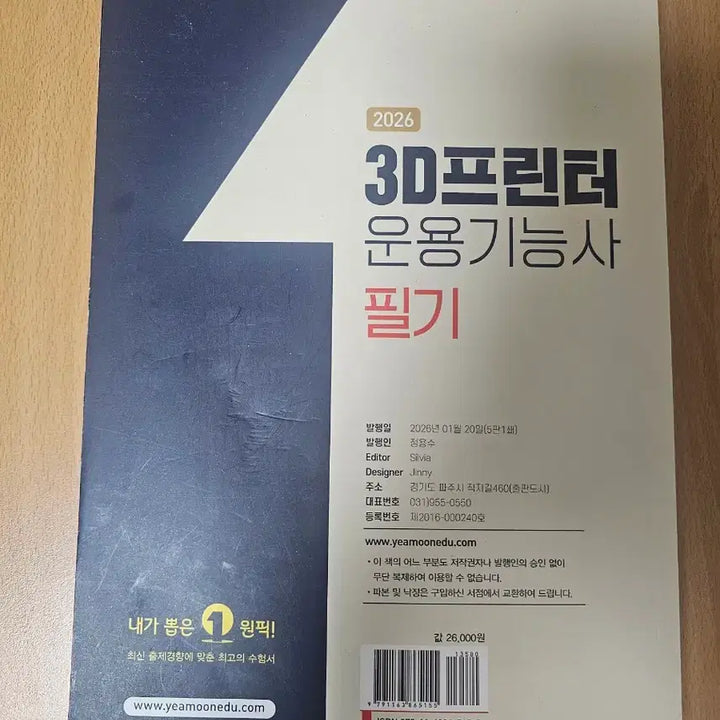 2026
3D프린터
운용기능사
필기
발행일 2026년 01월 20일(5판1쇄)
발행인 정용수
Editor Silvia
Designer Jinny
주소 경기도 파주시 직지길460(출판도시)
대표번호 031)955-0550
등록번호 제2016-000240호
www.yeamoonedu.com
• 이 책의 어느 부분도 저작권자나 발행인의 승인 없이
무단 복제하여 이용할 수 없습니다.
• 파본 및 낙장은 구입하신 서점에서 교환하여 드립니다.
내가 뽑은 1 원픽!
최신 출제경향에 맞춘 최고의 수험서
www.yeamoonedu.com
값 26,000원
13580
9 791163 865155